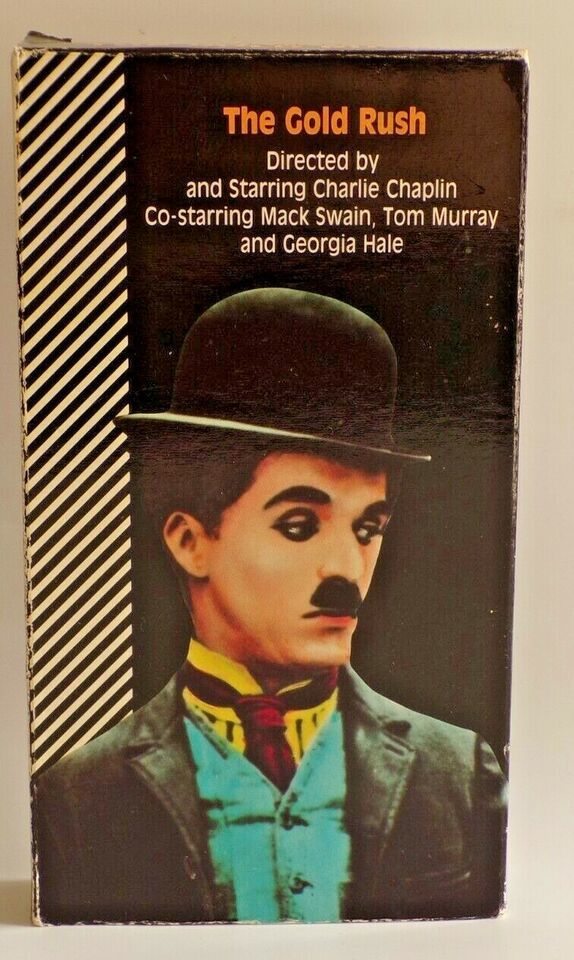 The Gold Rush
Directed by
and Starring Charlie Chaplin
Co-starring Mack Swain, Tom Murray
and Georgia Hale